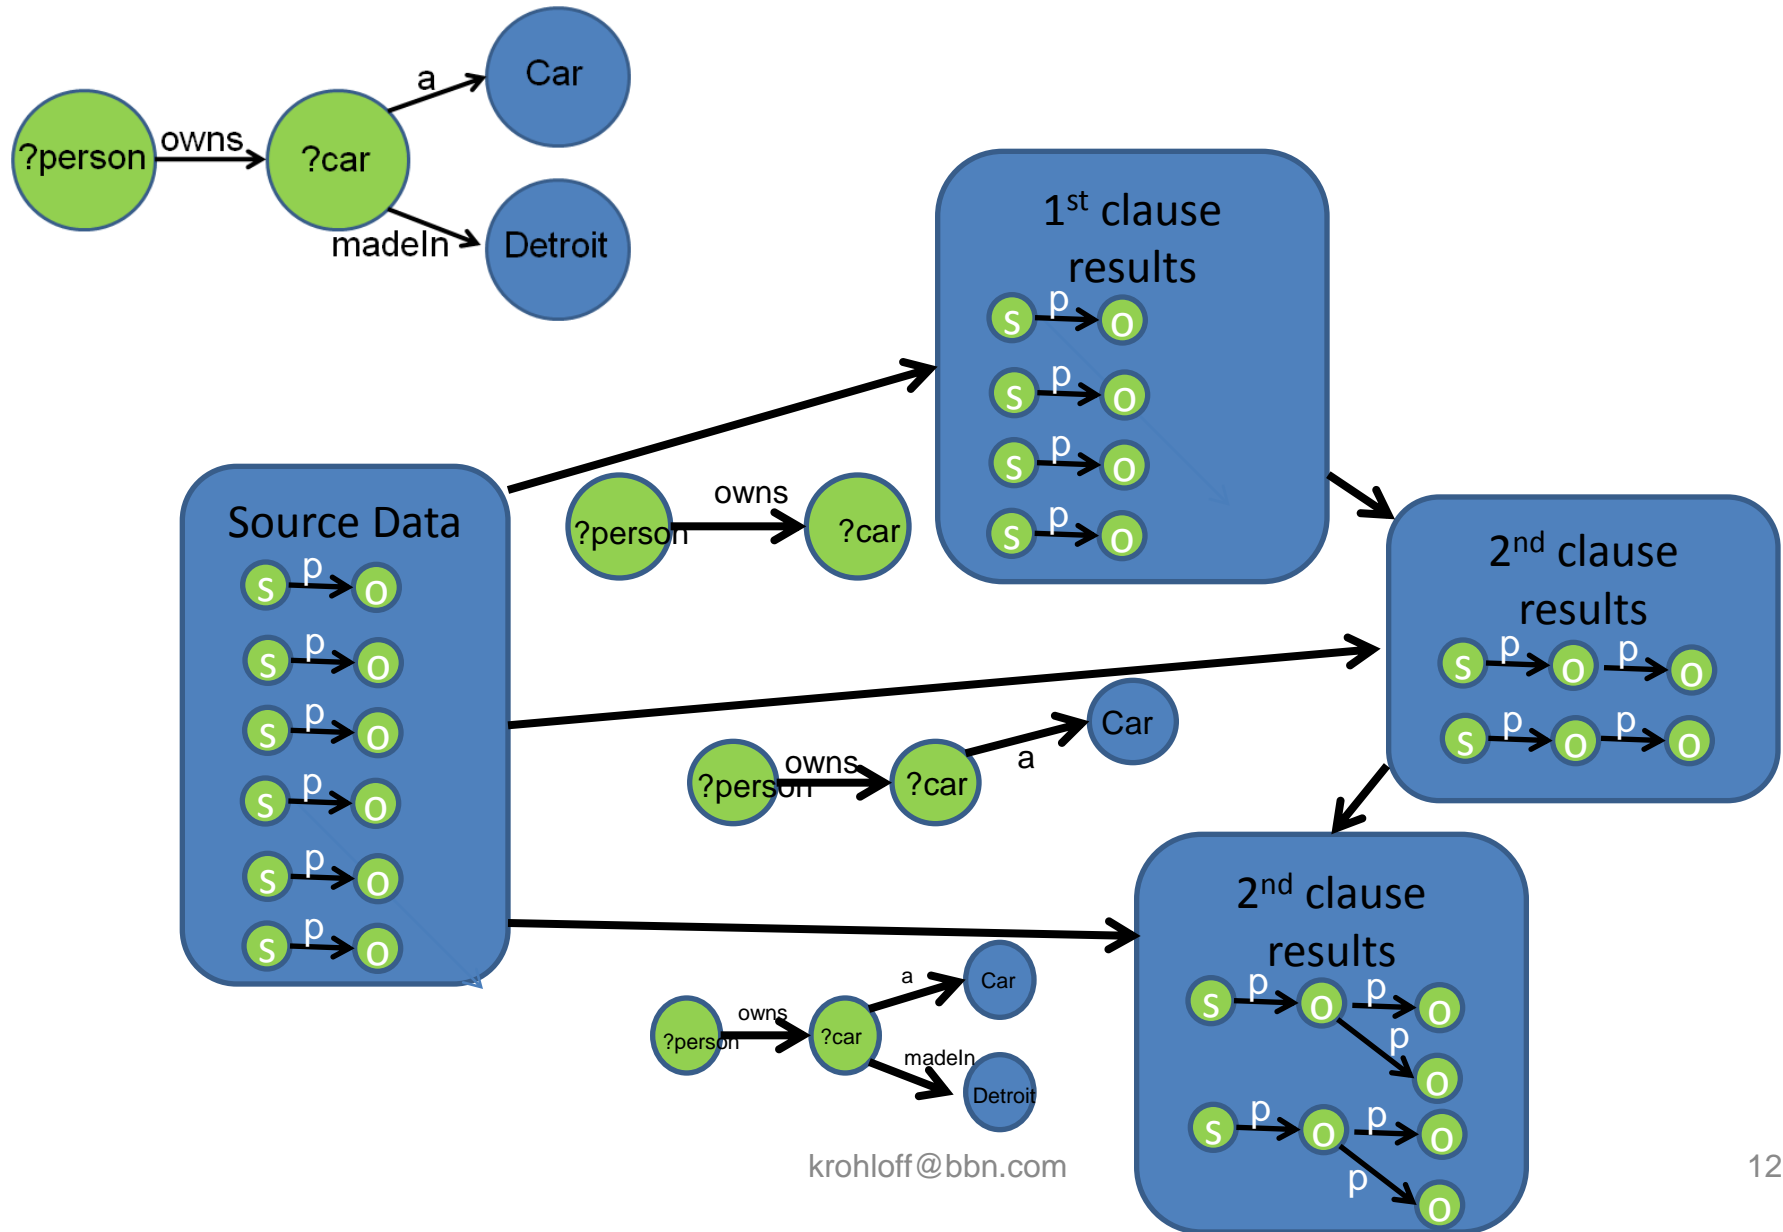 a
Car
?person
owns
?car
madeIn
Detroit
1st clause
results
s p o
s p o
s p o
s p o
Source Data
s p o
s p o
s p o
s p o
s p o
s p o
?person
owns
?car
2nd clause
results
s p o p o
s p o p o
?person
owns
?car
a
Car
2nd clause
results
s p o p o
p
o
s p o p o
p
o
?person
owns
?car
a
Car
madeIn
Detroit
krohloff@bbn.com
12